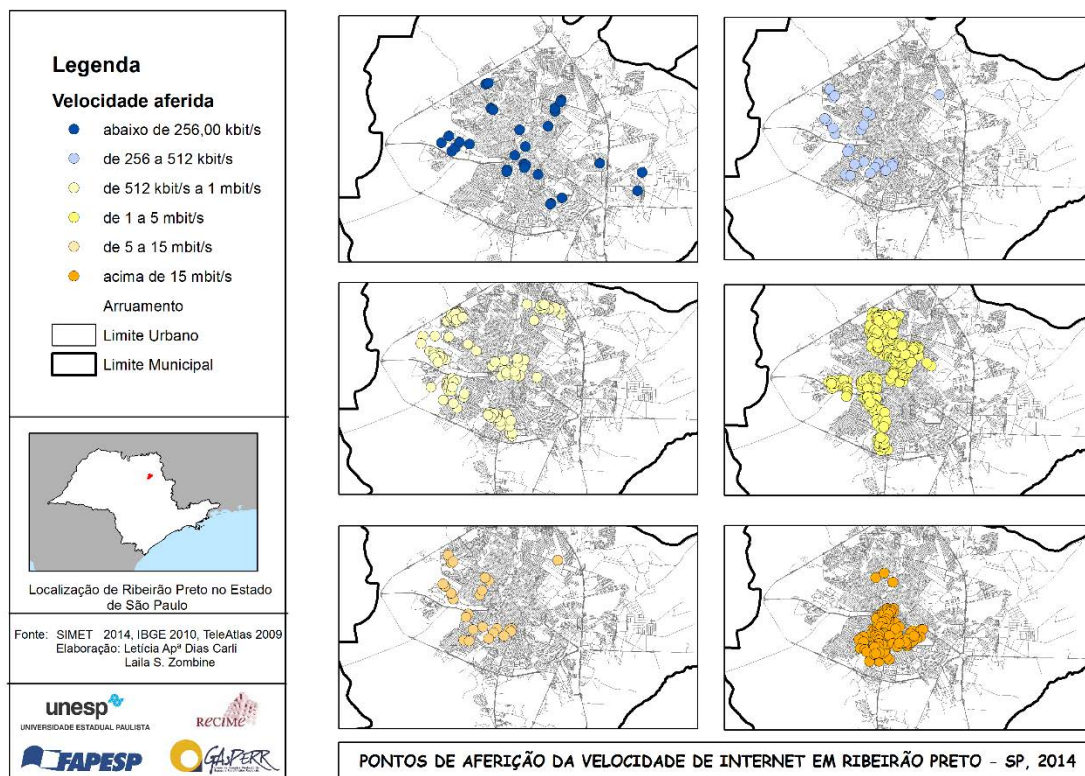 Legenda
Velocidade aferida
abaixo de 256,00 kbit/s
de 256 a 512 kbit/s
de 512 kbit/s a 1 mbit/s
de 1 a 5 mbit/s
de 5 a 15 mbit/s
acima de 15 mbit/s
Arruamento
Limite Urbano
Limite Municipal
Localização de Ribeirão Preto no Estado
de São Paulo
Fonte: SIMET 2014, IBGE 2010, TeleAtlas 2009
Elaboração: Letícia Apª Dias Carli
Laila S. Zombine
unesp
UNIVERSIDADE ESTADUAL PAULISTA
RECIME
FAPESP
GAsPERR
PONTOS DE AFERIÇÃO DA VELOCIDADE DE INTERNET EM RIBEIRÃO PRETO - SP, 2014